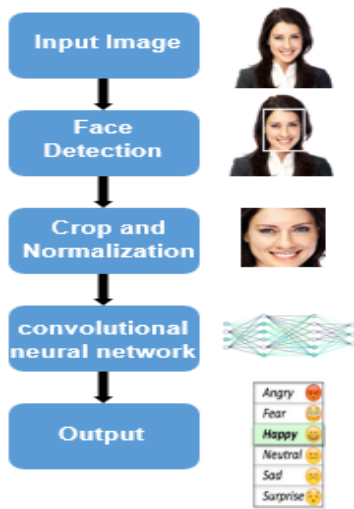 Input Image
Face
Detection
Crop and
Normalization
convolutional
neural network
Output
Angry
Fear
Happy
Neutral
Sad
Surprise